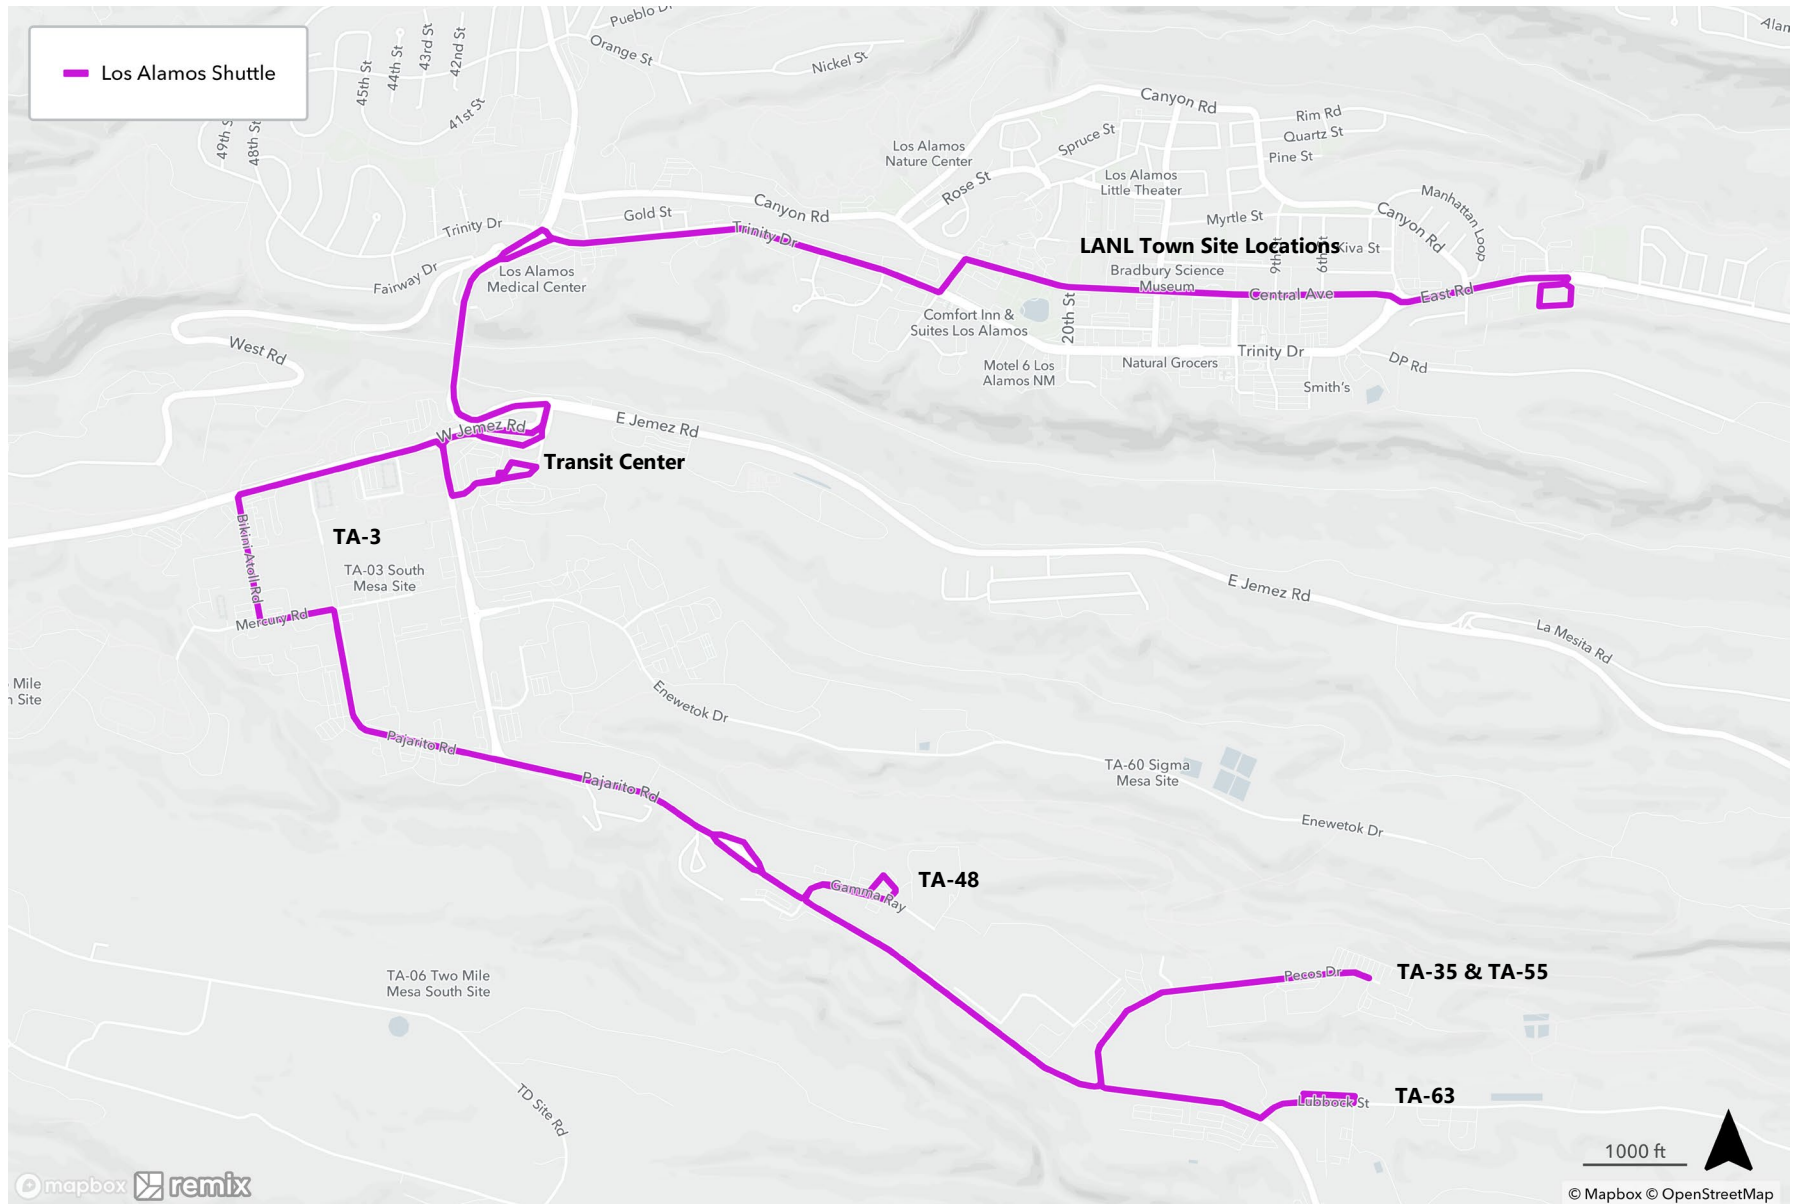 Los Alamos Shuttle
Pueblo Dr
Orange St
Nickel St
45th St
44th St
43rd St
42nd St
41st St
48th St
Canyon Rd
Rim Rd
Quartz St
Spruce St
Pine St
Los Alamos
Nature Center
Rose St
Los Alamos
Little Theater
Manhattan Loop
Canyon Rd
Gold St
Trinity Dr
Trinity Dr
Myrtle St
Canyon Rd
LANL Town Site Locations
Kiva St
9th St
6th St
Fairway Dr
Los Alamos
Medical Center
Bradbury Science
Museum
Central Ave
East Rd
20th St
Comfort Inn &
Suites Los Alamos
West Rd
Motel 6 Los
Alamos NM
Natural Grocers
Trinity Dr
DP Rd
Smith's
W Jemez Rd
E Jemez Rd
Transit Center
Bikini Atoll Rd
TA-3
TA-03 South
Mesa Site
E Jemez Rd
Mercury Rd
La Mesita Rd
Mile
Site
Enewetok Dr
Pajarito Rd
Pajarito Rd
TA-60 Sigma
Mesa Site
Enewetok Dr
Gamma Ray
TA-48
TA-06 Two Mile
Mesa South Site
Pecos Dr
TA-35 & TA-55
TD Site Rd
Lubbock St
TA-63
1000 ft
mapbox
remix
© Mapbox © OpenStreetMap